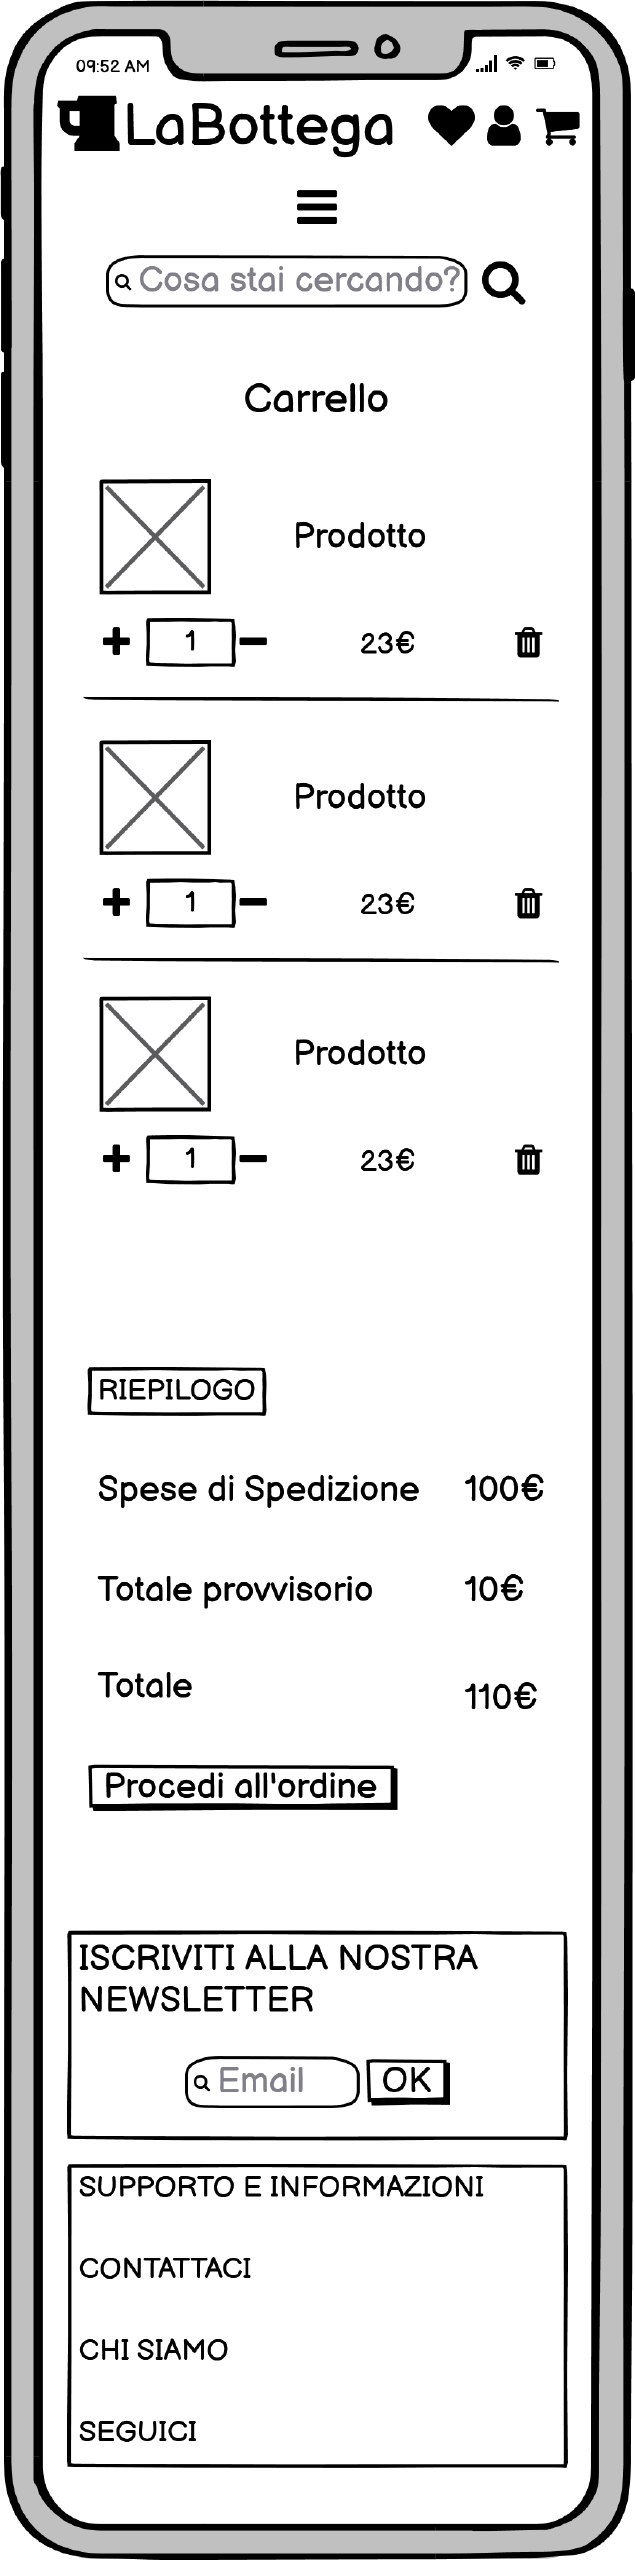 09:52 AM
LaBottega
Cosa stai cercando?
Carrello
Prodotto
1
23€
Prodotto
1
23€
Prodotto
1
23€
RIEPILOGO
Spese di Spedizione 100€
Totale provvisorio 10€
Totale 110€
Procedi all'ordine
ISCRIVITI ALLA NOSTRA
NEWSLETTER
Email OK
SUPPORTO E INFORMAZIONI
CONTATTACI
CHI SIAMO
SEGUICI